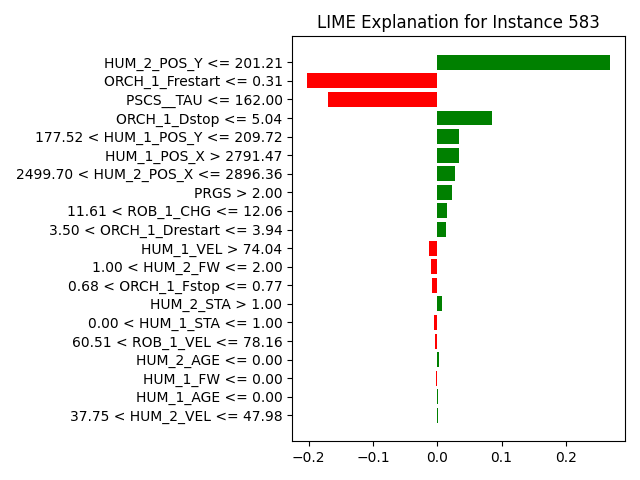 LIME Explanation for Instance 583
HUM_2_POS_Y <= 201.21
ORCH_1_Frestart <= 0.31
PSCS__TAU <= 162.00
ORCH_1_Dstop <= 5.04
177.52 < HUM_1_POS_Y <= 209.72
HUM_1_POS_X > 2791.47
2499.70 < HUM_2_POS_X <= 2896.36
PRGS > 2.00
11.61 < ROB_1_CHG <= 12.06
3.50 < ORCH_1_Drestart <= 3.94
HUM_1_VEL > 74.04
1.00 < HUM_2_FW <= 2.00
0.68 < ORCH_1_Fstop <= 0.77
HUM_2_STA > 1.00
0.00 < HUM_1_STA <= 1.00
60.51 < ROB_1_VEL <= 78.16
HUM_2_AGE <= 0.00
HUM_1_FW <= 0.00
HUM_1_AGE <= 0.00
37.75 < HUM_2_VEL <= 47.98
−0.2 −0.1 0.0 0.1 0.2